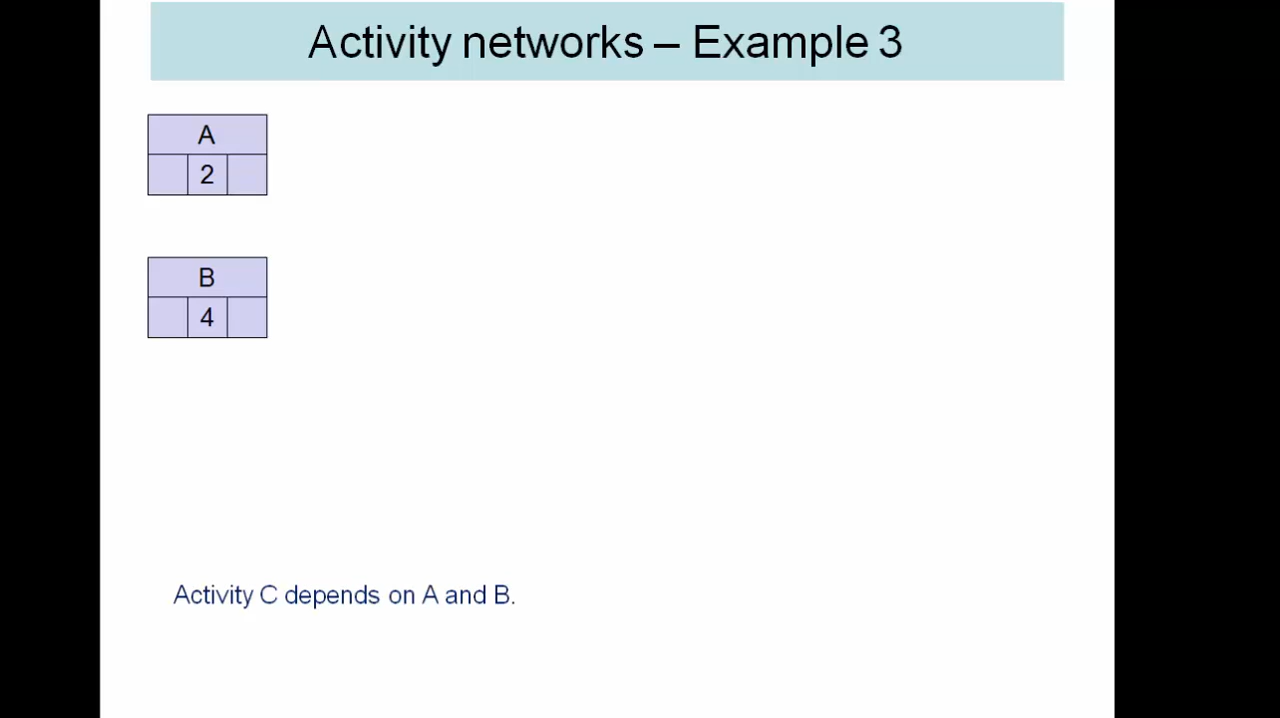 Activity networks – Example 3
A
2
B
4
Activity C depends on A and B.